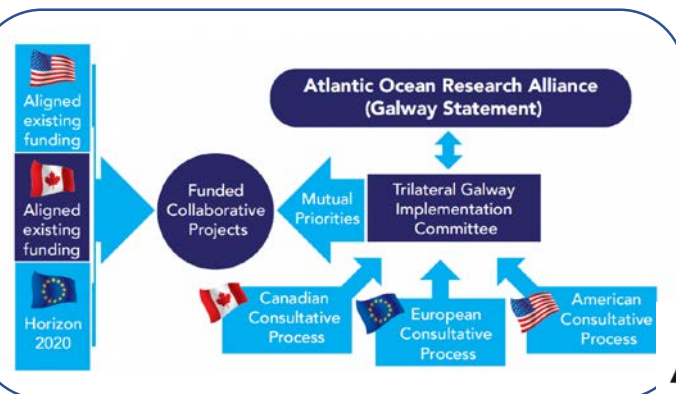 Aligned
existing
funding
Aligned
existing
funding
Horizon
2020
Funded
Collaborative
Projects
Mutual
Priorities
Atlantic Ocean Research Alliance
(Galway Statement)
Trilateral Galway
Implementation
Committee
Canadian
Consultative
Process
European
Consultative
Process
American
Consultative
Process